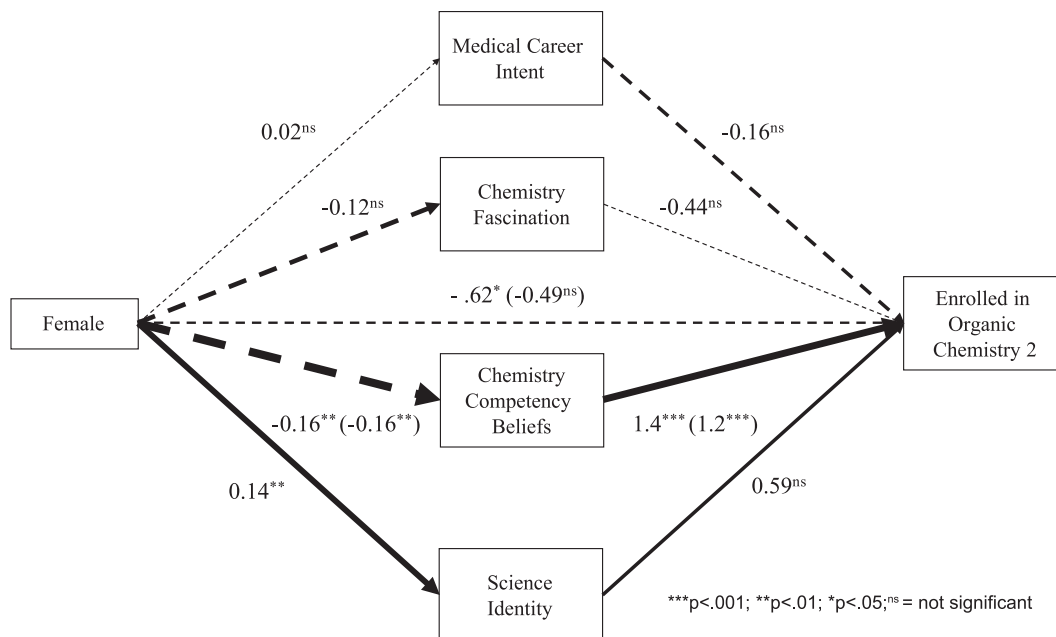 Medical Career
Intent
0.02ns
-0.16ns
Chemistry
Fascination
-0.12ns
-0.44ns
- .62* (-0.49ns)
Female
Enrolled in
Organic
Chemistry 2
Chemistry
Competency
Beliefs
-0.16** (-0.16**)
1.4*** (1.2***)
0.14**
0.59ns
Science
Identity
***p<.001; **p<.01; *p<.05;ns = not significant